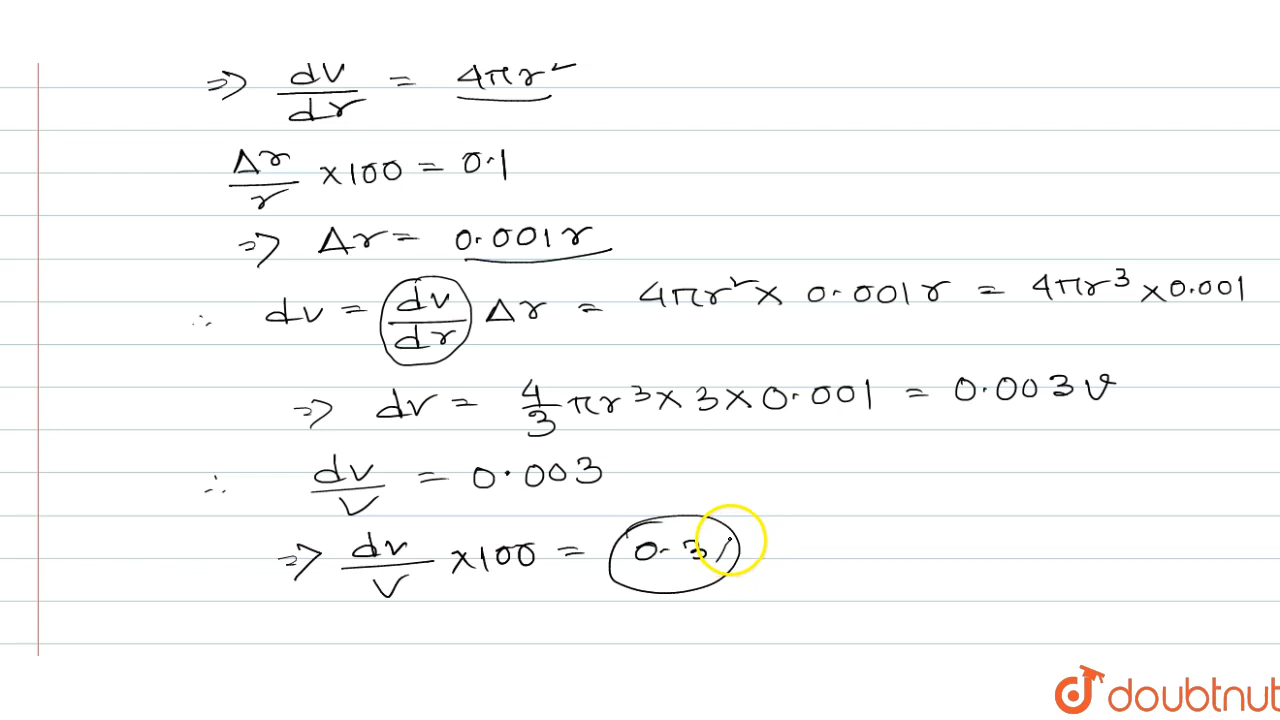 ⇒ dv/dr = 4πr²
Δr/r ×100 = 0.1
⇒ Δr = 0.001r
∴ dv = (dv/dr) Δr = 4πr² × 0.001r = 4πr³ ×0.001
⇒ dv = 4/3 πr³ × 3 × 0.001 = 0.003v
∴ dv/v = 0.003
⇒ dv/v ×100 = 0.3%
doubtnut